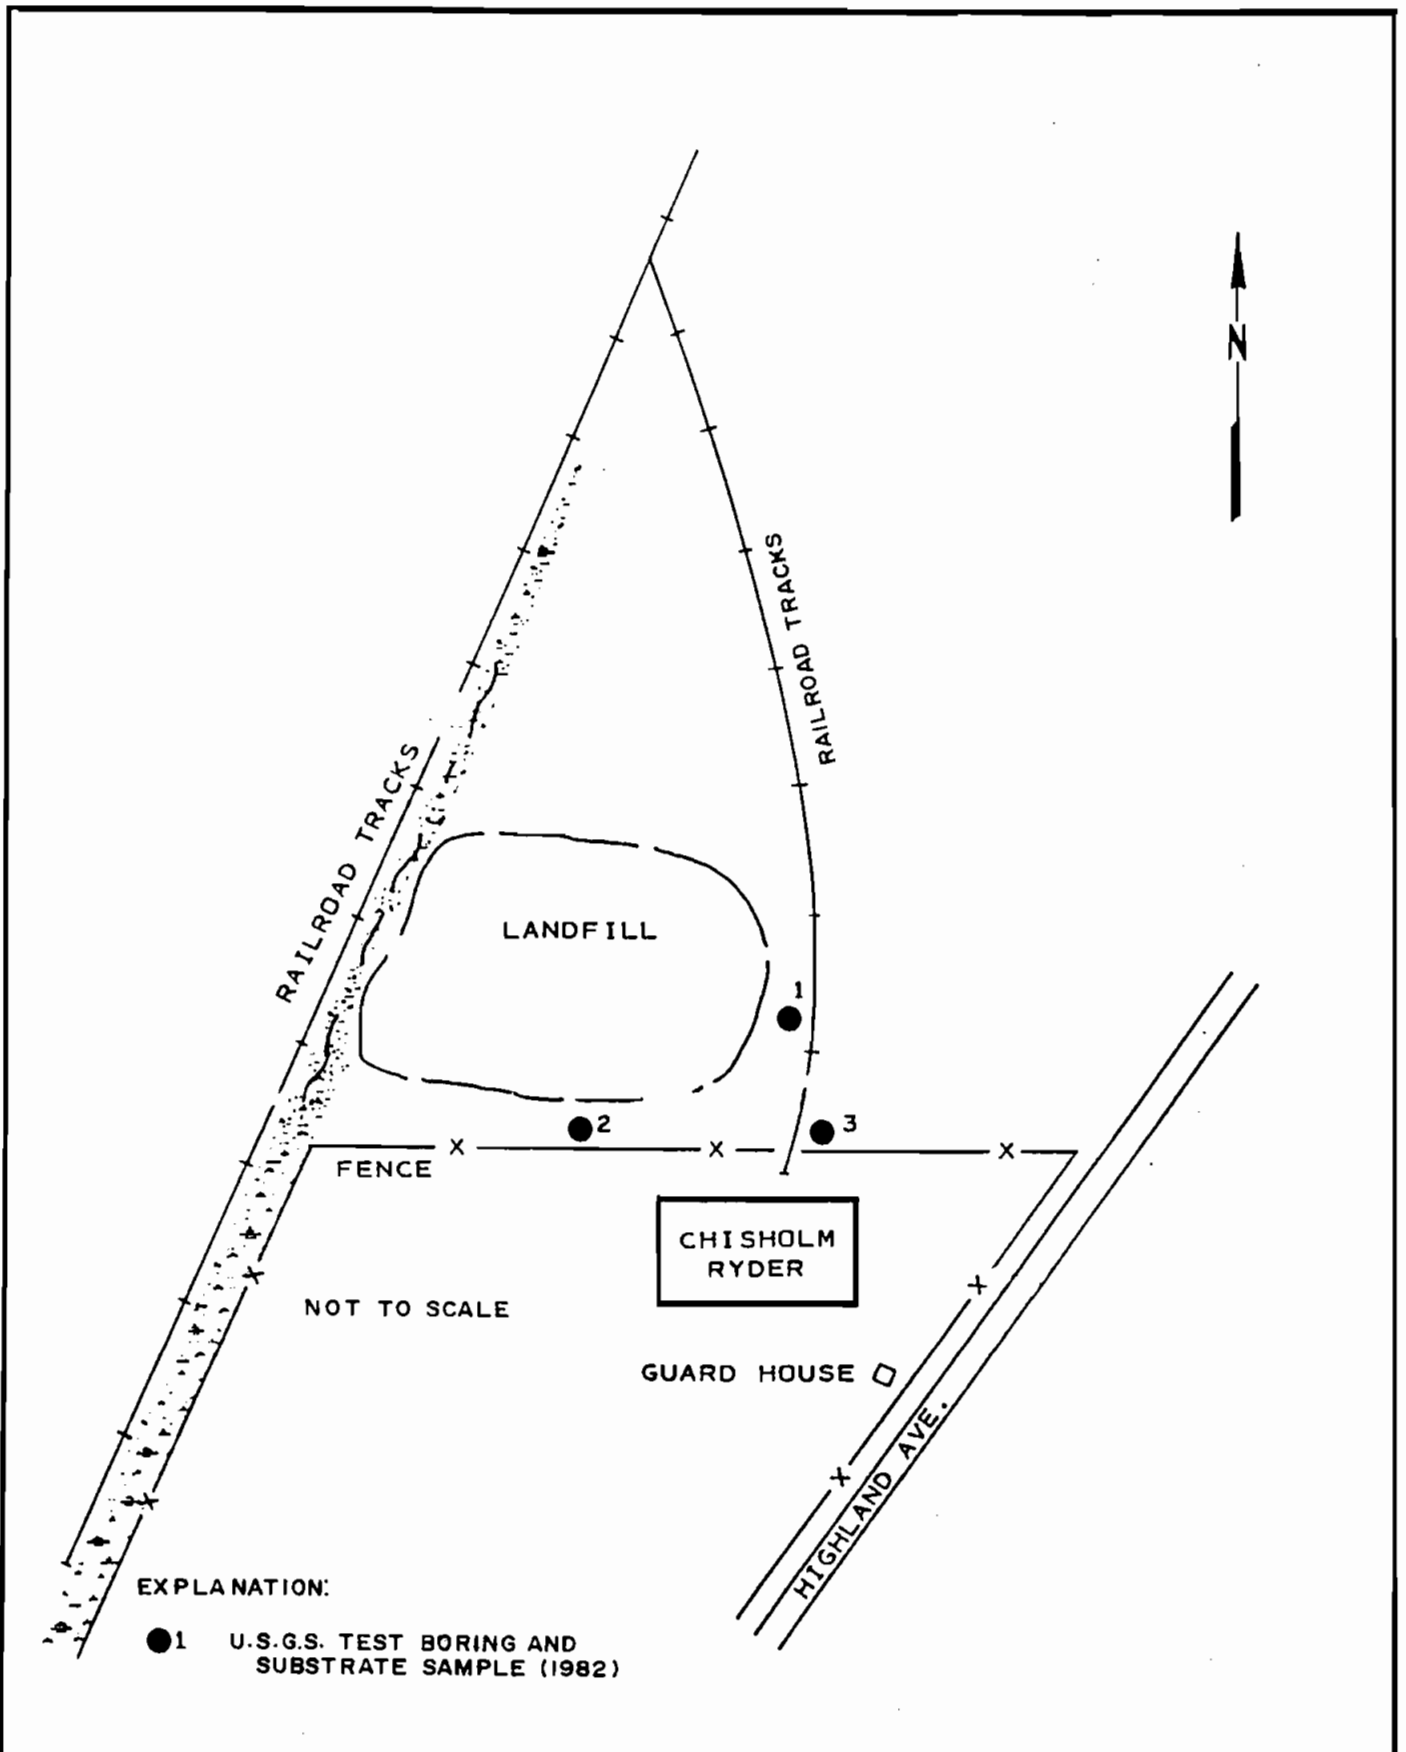 N
RAILROAD TRACKS
RAILROAD TRACKS
LANDFILL
1
2
3
X
X
X
FENCE
CHISHOLM
RYDER
X
X
NOT TO SCALE
GUARD HOUSE
X
X
HIGHLAND AVE.
EXPLANATION:
1 U.S.G.S. TEST BORING AND
SUBSTRATE SAMPLE (1982)